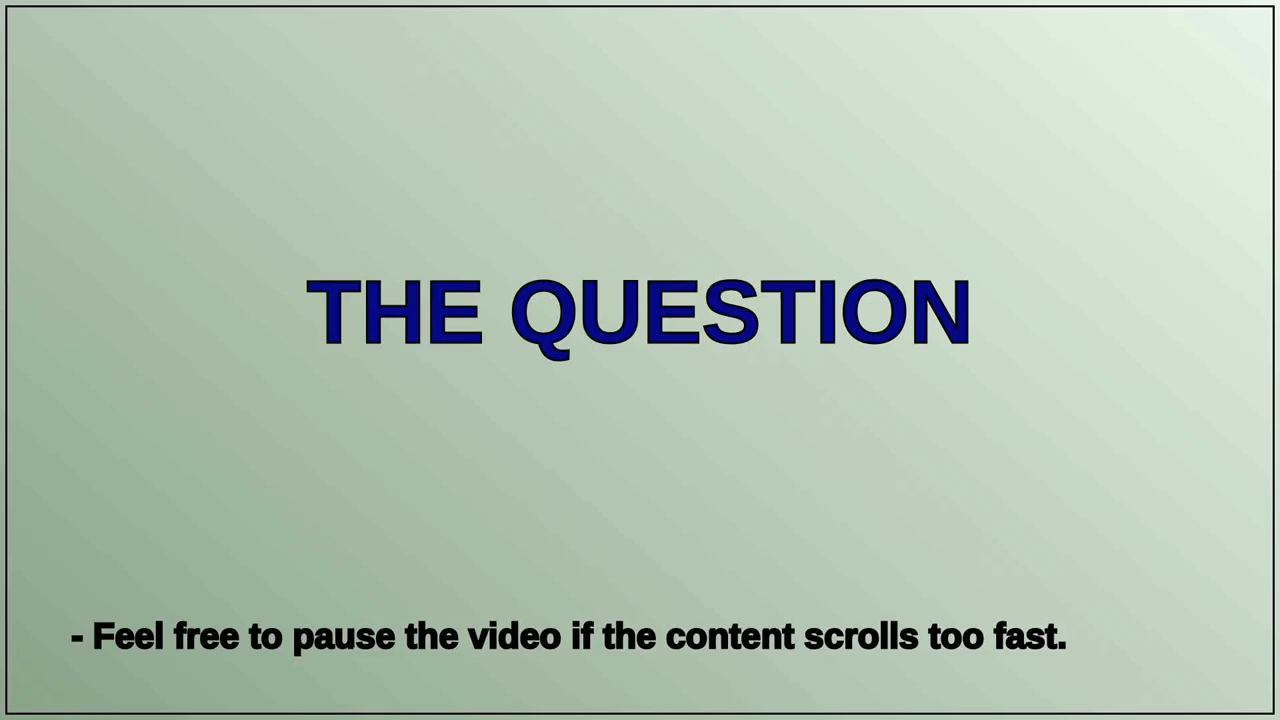 THE QUESTION
- Feel free to pause the video if the content scrolls too fast.